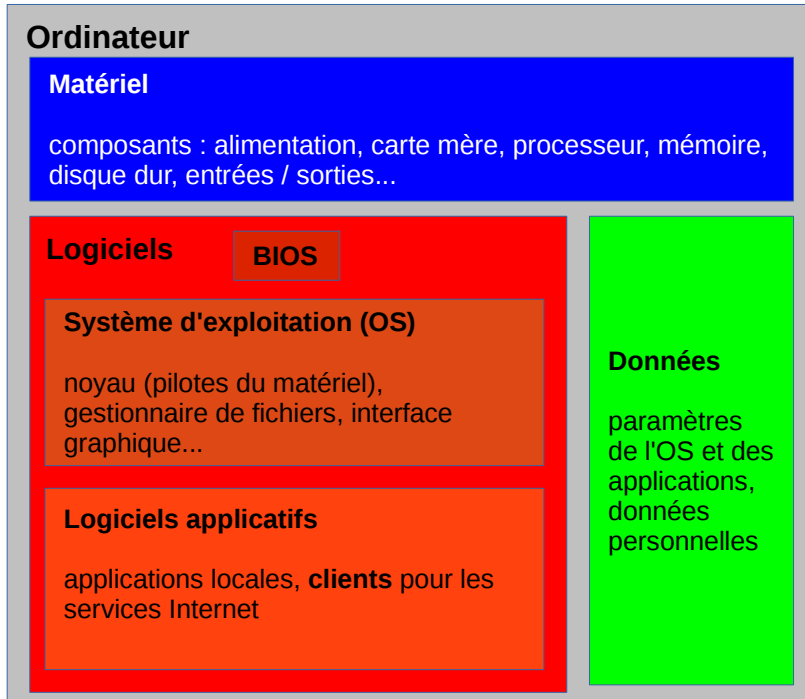 Ordinateur
Matériel
composants : alimentation, carte mère, processeur, mémoire,
disque dur, entrées / sorties...
Logiciels
BIOS
Système d'exploitation (OS)
noyau (pilotes du matériel),
gestionnaire de fichiers, interface
graphique...
Logiciels applicatifs
applications locales, clients pour les
services Internet
Données
paramètres
de l'OS et des
applications,
données
personnelles